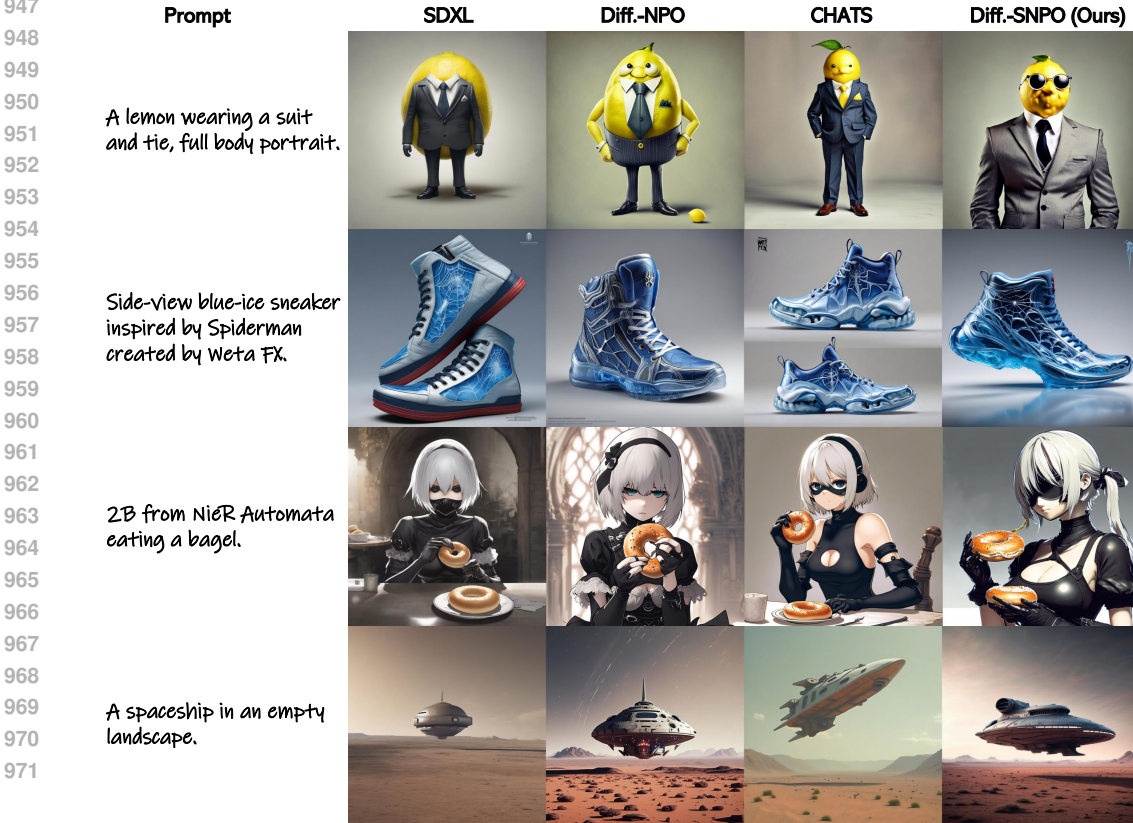 947
Prompt SDXL Diff.-NPO CHATS Diff.-SNPO (Ours)
948
949
950
A lemon wearing a suit
951
and tie, full body portrait.
952
953
954
955
956
Side-view blue-ice sneaker
957
inspired by Spiderman
958
created by Weta FX.
959
960
961
962
963
2B from NieR Automata
964
eating a bagel.
965
966
967
968
969
A spaceship in an empty
970
landscape.
971